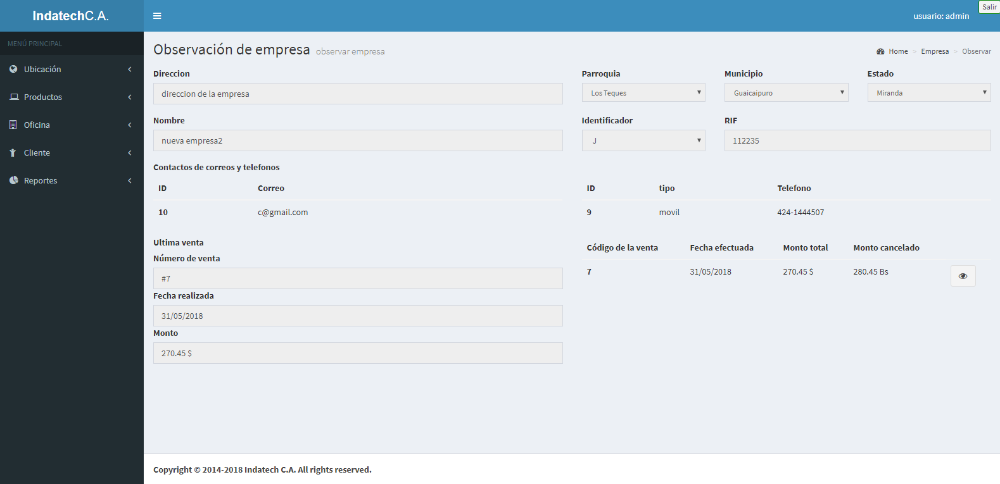 IndatechC.A.
usuario: admin
Salir
MENÚ PRINCIPAL
Ubicación
Productos
Oficina
Cliente
Reportes
Observación de empresa observar empresa
Home > Empresa > Observar
Direccion
direccion de la empresa
Parroquia
Los Teques
Municipio
Guaicaipuro
Estado
Miranda
Nombre
nueva empresa2
Identificador
J
RIF
112235
Contactos de correos y telefonos
ID Correo
10 c@gmail.com
ID tipo Telefono
9 movil 424-1444507
Ultima venta
Número de venta
#7
Fecha realizada
31/05/2018
Monto
270.45 $
Código de la venta Fecha efectuada Monto total Monto cancelado
7 31/05/2018 270.45 $ 280.45 Bs
Copyright © 2014-2018 Indatech C.A. All rights reserved.